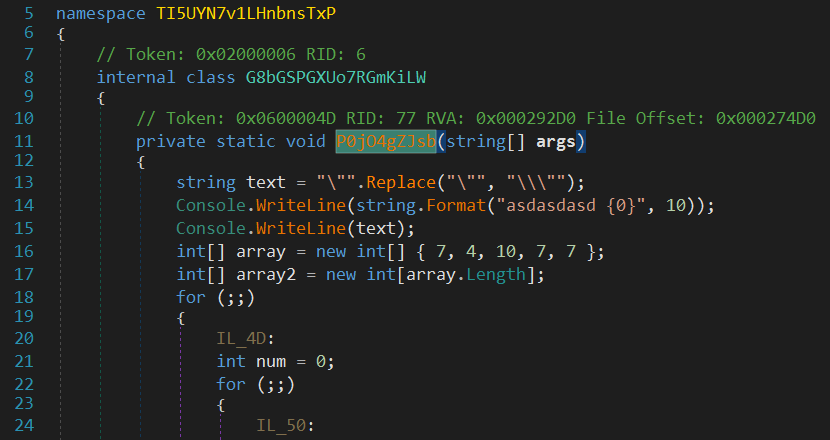 5 namespace TI5UYN7v1LHnbnsTxP
6 {
7 // Token: 0x02000006 RID: 6
8 internal class G8bGSPGXUo7RGmKiLW
9 {
10 // Token: 0x0600004D RID: 77 RVA: 0x000292D0 File Offset: 0x000274D0
11 private static void P0jO4gZJsb(string[] args)
12 {
13 string text = "\"".Replace("\"", "\\\"");
14 Console.WriteLine(string.Format("asdasdasd {0}", 10));
15 Console.WriteLine(text);
16 int[] array = new int[] { 7, 4, 10, 7, 7 };
17 int[] array2 = new int[array.Length];
18 for (;;)
19 {
20 IL_4D:
21 int num = 0;
22 for (;;)
23 {
24 IL_50: